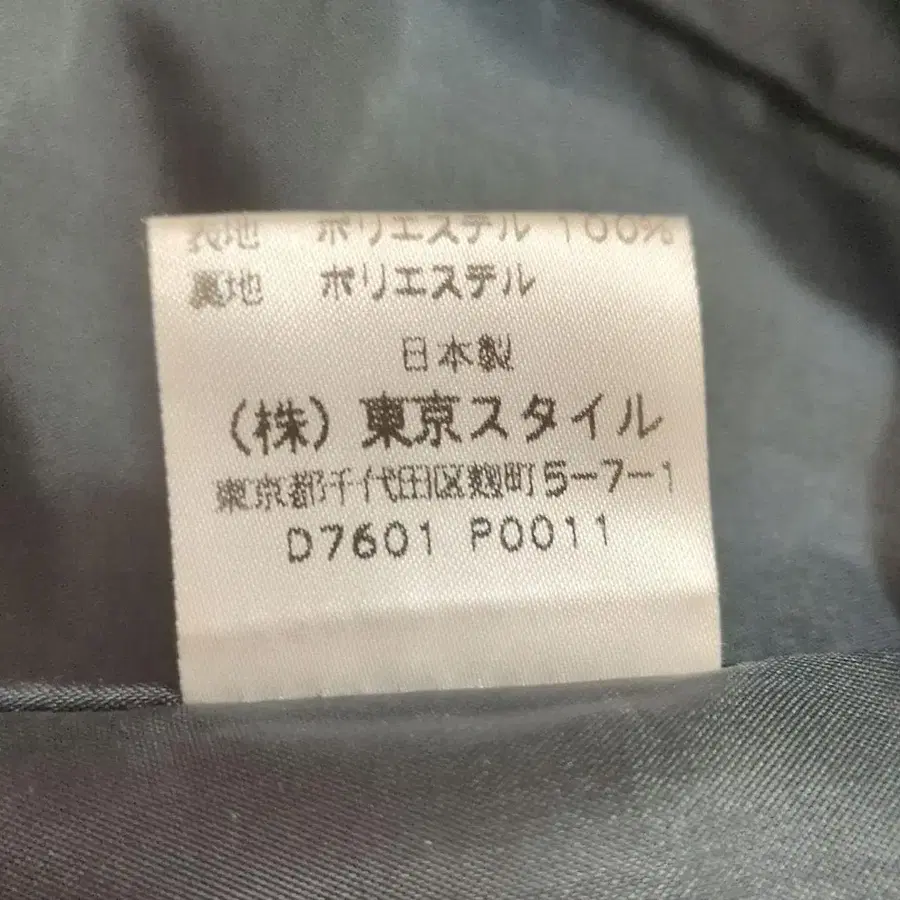 表地 ポリエステル 100%
裏地 ポリエステル
日本製
(株) 東京スタイル
東京都千代田区麹町5-7-1
D7601 P0011